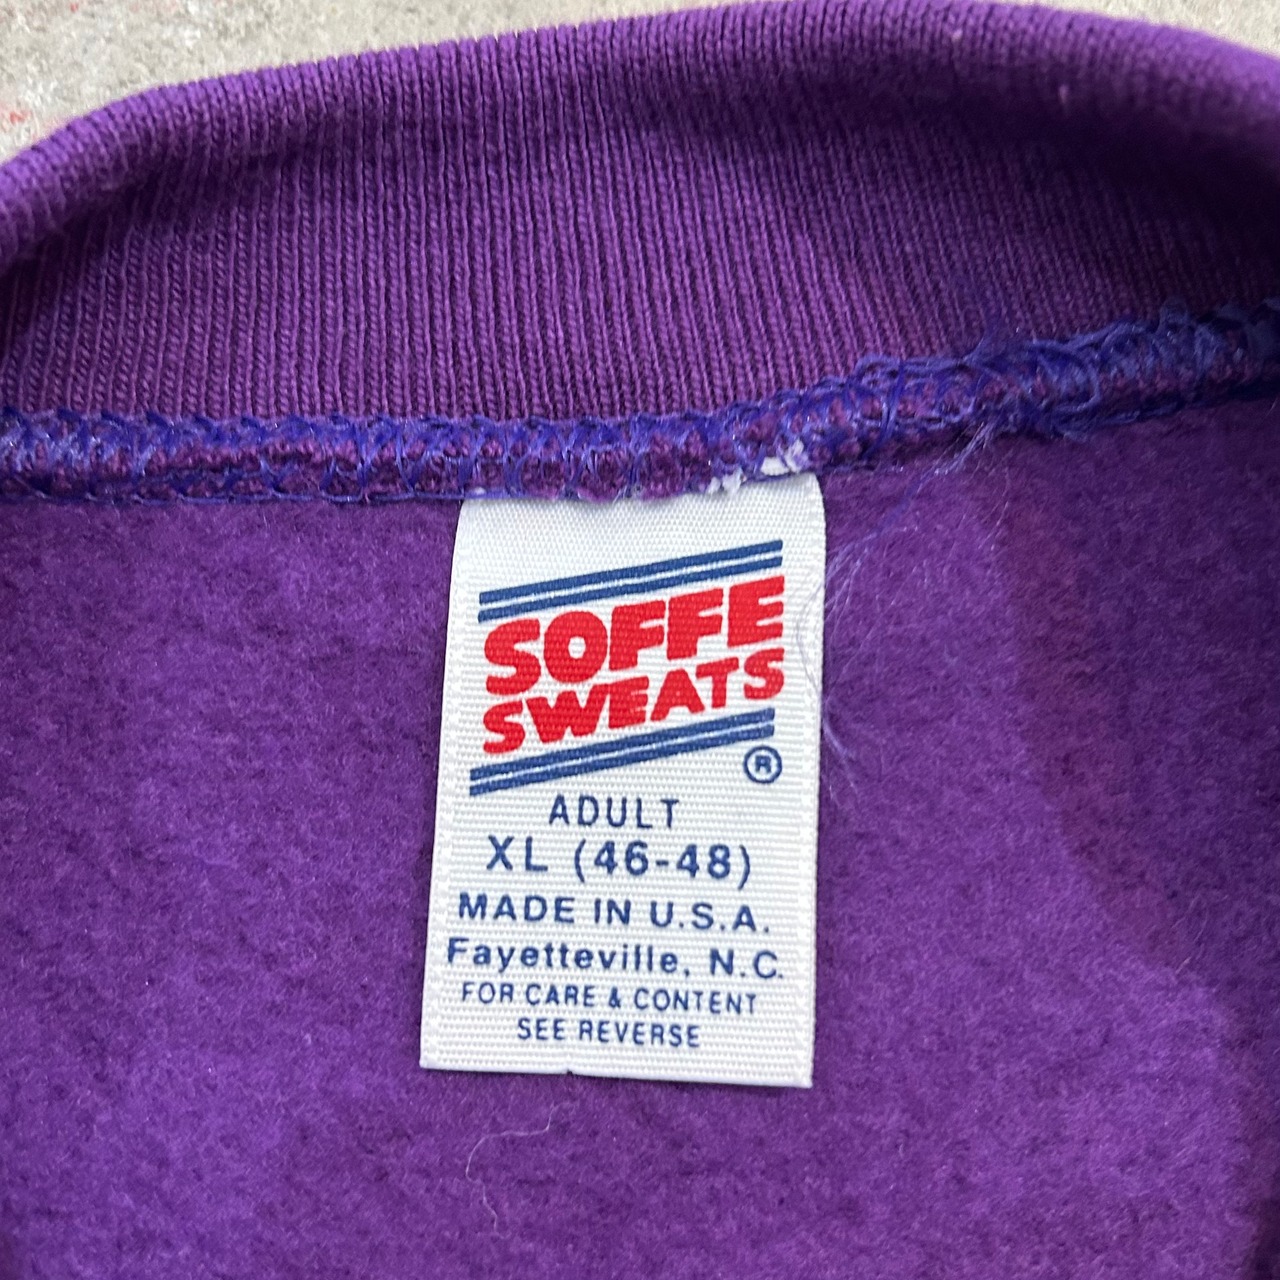 SOFFE
SWEATS
®
ADULT
XL (46-48)
MADE IN U.S.A.
Fayetteville, N.C.
FOR CARE & CONTENT
SEE REVERSE